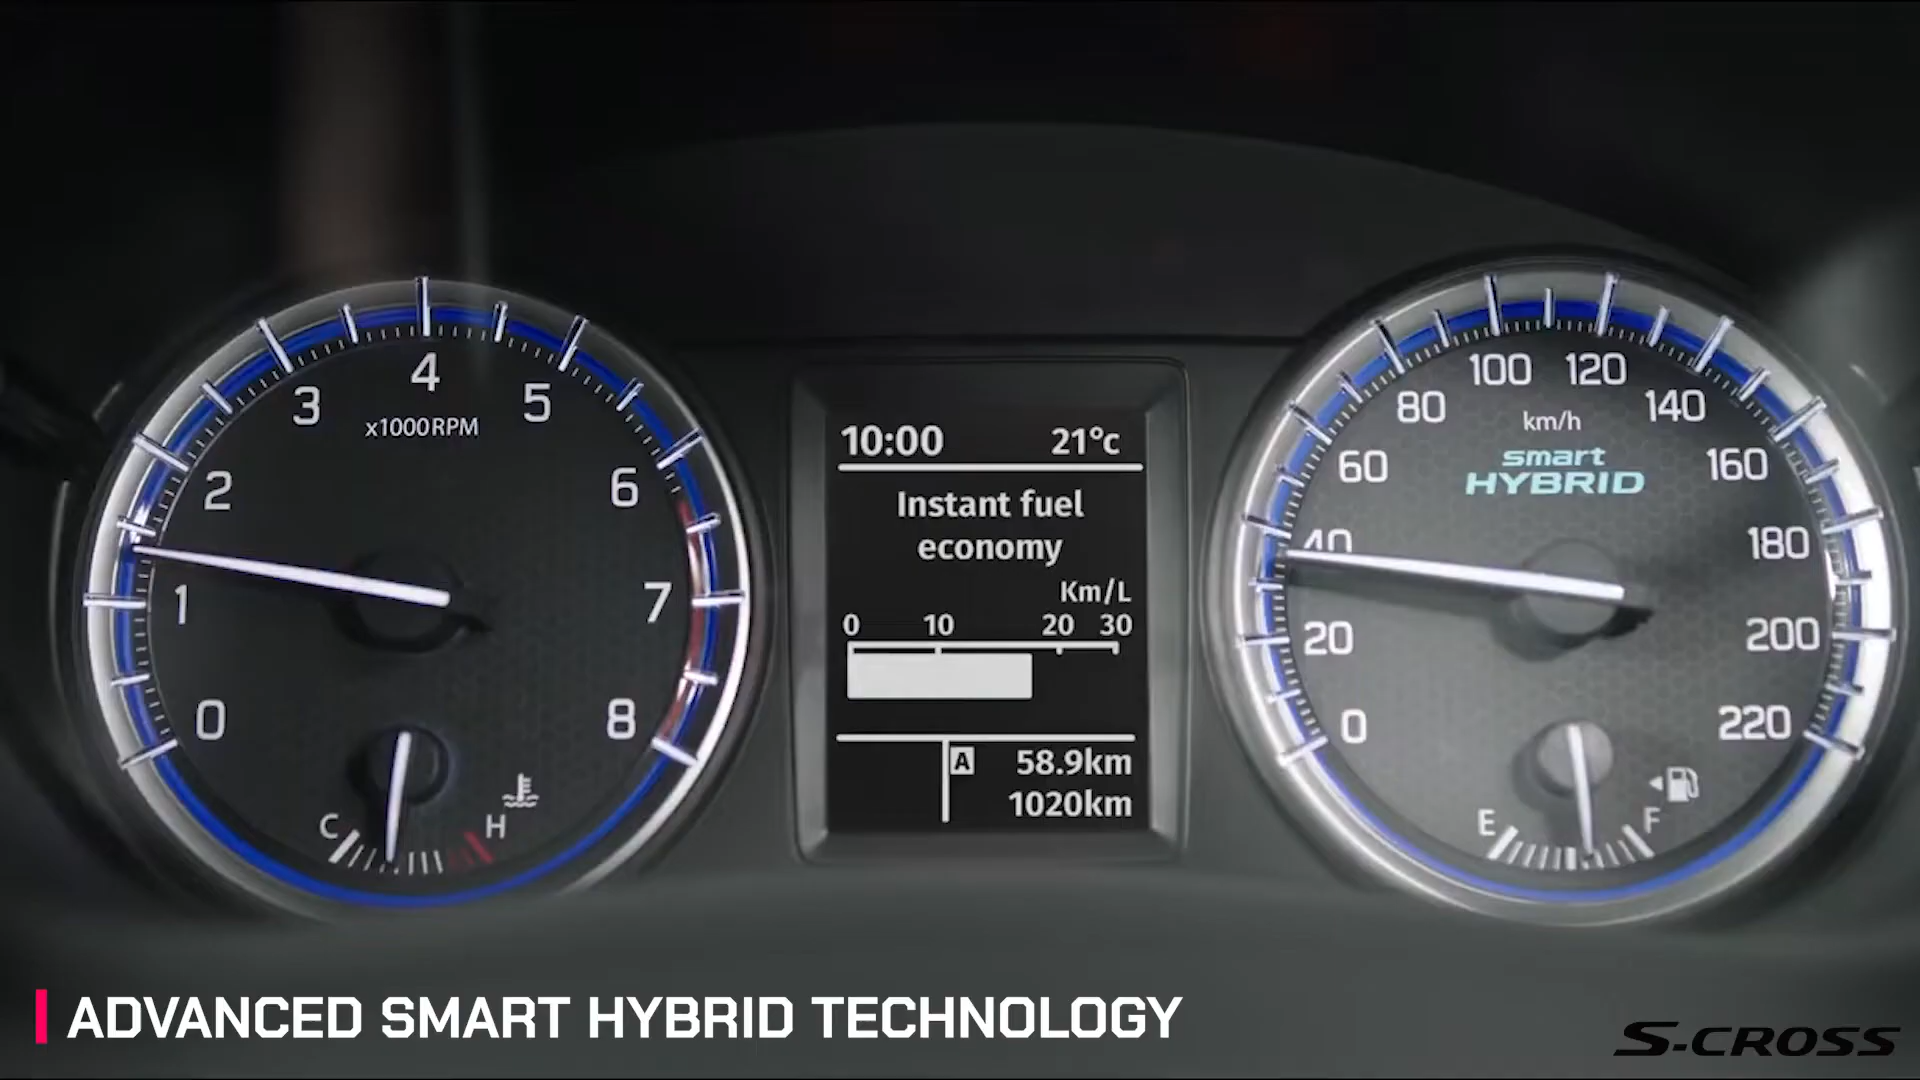 4
3
5
x1000RPM
2
6
1
7
0
8
C
H
10:00 21°c
Instant fuel
economy
Km/L
0 10 20 30
A 58.9km
1020km
100 120
80
140
km/h
smart
HYBRID
60
160
40
180
20
200
0
220
E
F
ADVANCED SMART HYBRID TECHNOLOGY
S-CROSS